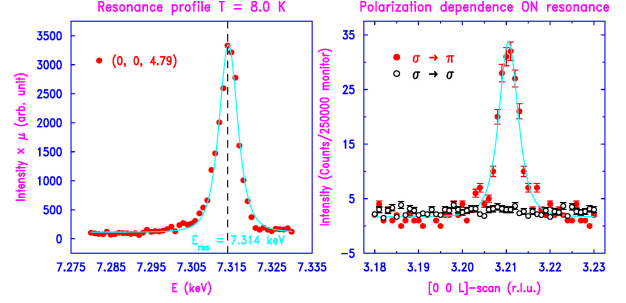 Resonance profile T = 8.0 K
Intensity × μ (arb. unit)
3500
3000
2500
2000
1500
1000
500
0
(0, 0, 4.79)
E_res = 7.314 keV
7.275 7.285 7.295 7.305 7.315 7.325 7.335
E (keV)
Polarization dependence ON resonance
Intensity (Counts/250000 monitor)
35
25
15
5
-5
σ → π
σ → σ
3.18 3.19 3.20 3.21 3.22 3.23
[0 0 L]-scan (r.l.u.)